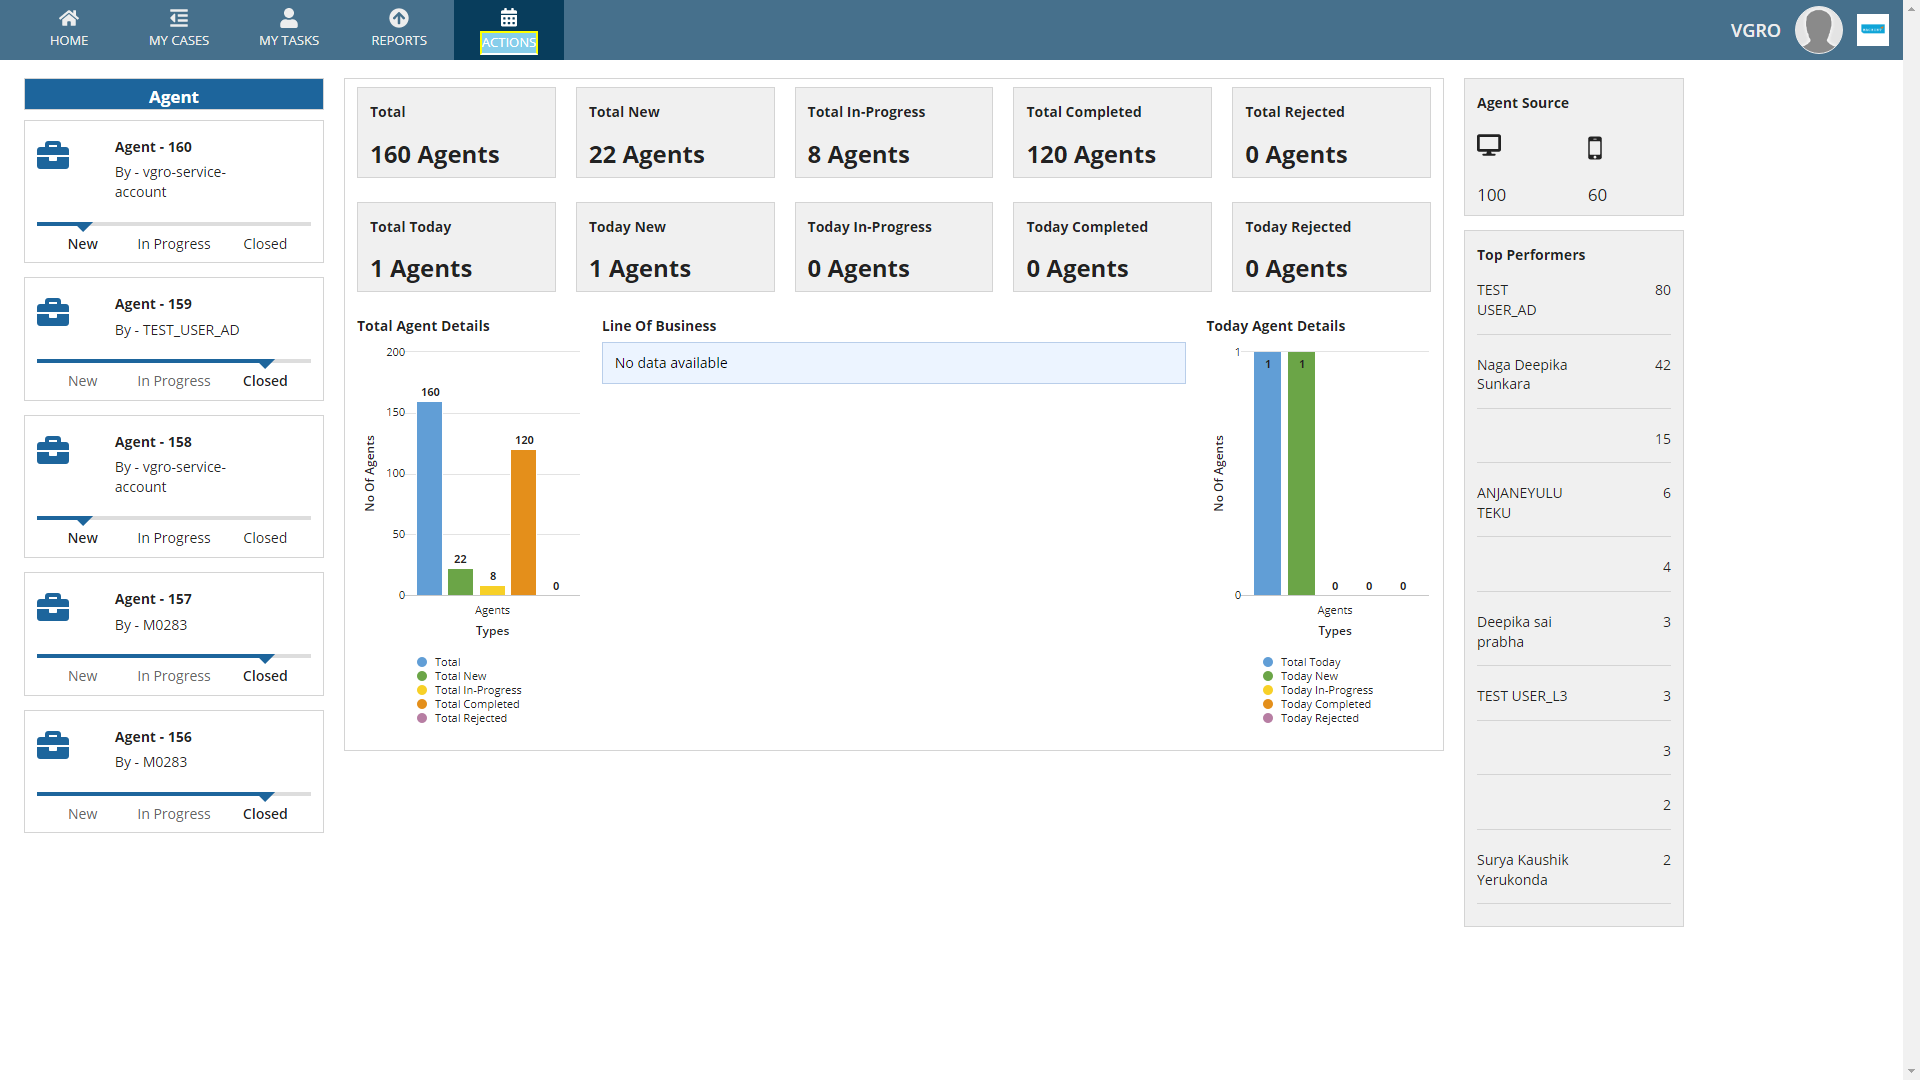 HOME
MY CASES
MY TASKS
REPORTS
ACTIONS
VGRO
Agent
Agent - 160
By - vgro-service-
account
New In Progress Closed
Agent - 159
By - TEST_USER_AD
New In Progress Closed
Agent - 158
By - vgro-service-
account
New In Progress Closed
Agent - 157
By - M0283
New In Progress Closed
Agent - 156
By - M0283
New In Progress Closed
Total
160 Agents
Total New
22 Agents
Total In-Progress
8 Agents
Total Completed
120 Agents
Total Rejected
0 Agents
Total Today
1 Agents
Today New
1 Agents
Today In-Progress
0 Agents
Today Completed
0 Agents
Today Rejected
0 Agents
Total Agent Details
200
150
100
50
0
No Of Agents
160
22
8
120
0
Agents
Types
Total
Total New
Total In-Progress
Total Completed
Total Rejected
Line Of Business
No data available
Today Agent Details
1
0
No Of Agents
1
1
0
0
0
Agents
Types
Total Today
Today New
Today In-Progress
Today Completed
Today Rejected
Agent Source
100 60
Top Performers
TEST 80
USER_AD
Naga Deepika 42
Sunkara
15
ANJANEYULU 6
TEKU
4
Deepika sai 3
prabha
TEST USER_L3 3
3
2
Surya Kaushik 2
Yerukonda